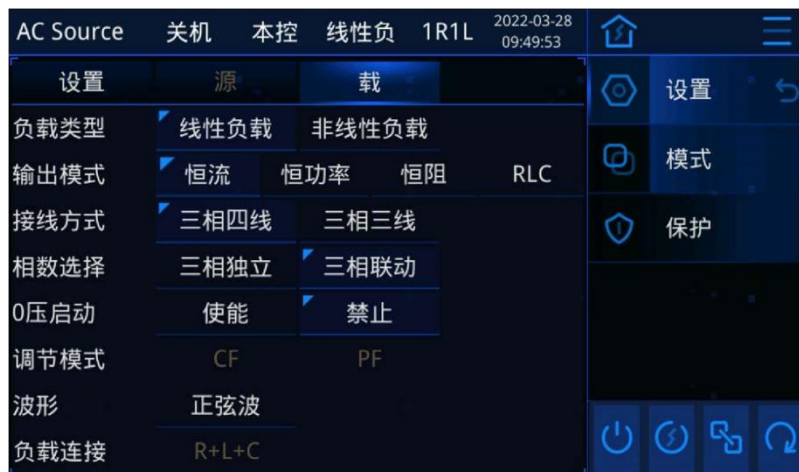 AC Source 关机 本控 线性负 1R1L 2022-03-28 09:49:53
设置 源 载
负载类型 线性负载 非线性负载
输出模式 恒流 恒功率 恒阻 RLC
接线方式 三相四线 三相三线
相数选择 三相独立 三相联动
0压启动 使能 禁止
调节模式 CF PF
波形 正弦波
负载连接 R+L+C
设置
模式
保护